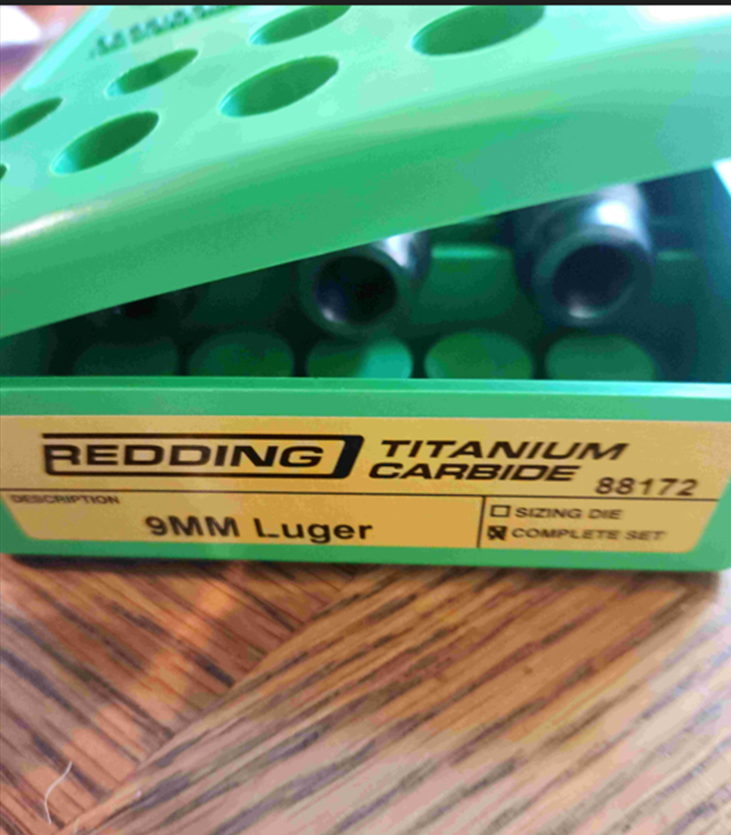 REDDING TITANIUM
CARBIDE 88172
DESCRIPTION
9MM Luger
SIZING DIE
COMPLETE SET